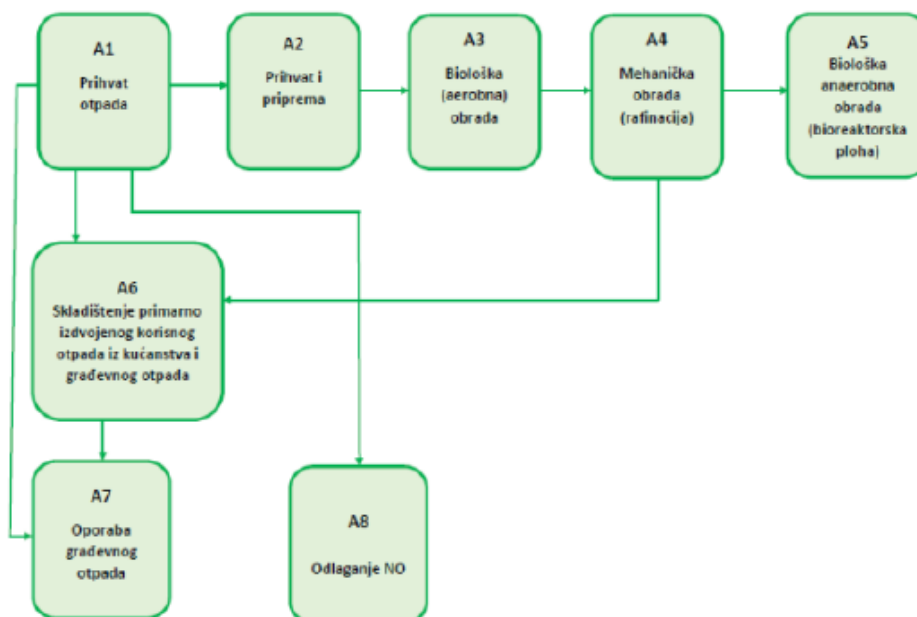 A1
Prihvat
otpada
A2
Prihvat i
priprema
A3
Biološka
(aerobna)
obrada
A4
Mehanička
obrada
(rafinacija)
A5
Biološka
anaerobna
obrada
(bioreaktorska
ploha)
A6
Skladištenje primarno
izdvojenog korisnog
otpada iz kućanstva i
građevnog otpada
A7
Oporaba
građevnog
otpada
A8
Odlaganje NO